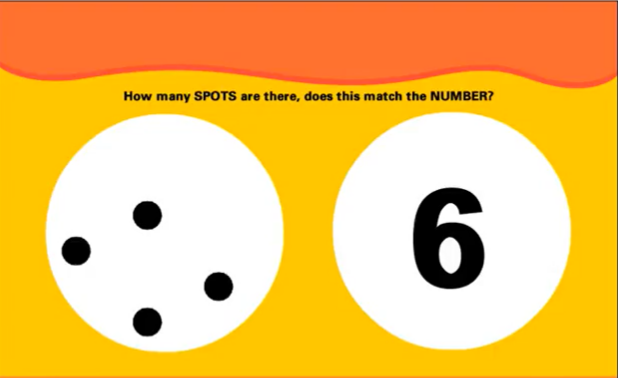 How many SPOTS are there, does this match the NUMBER?
6